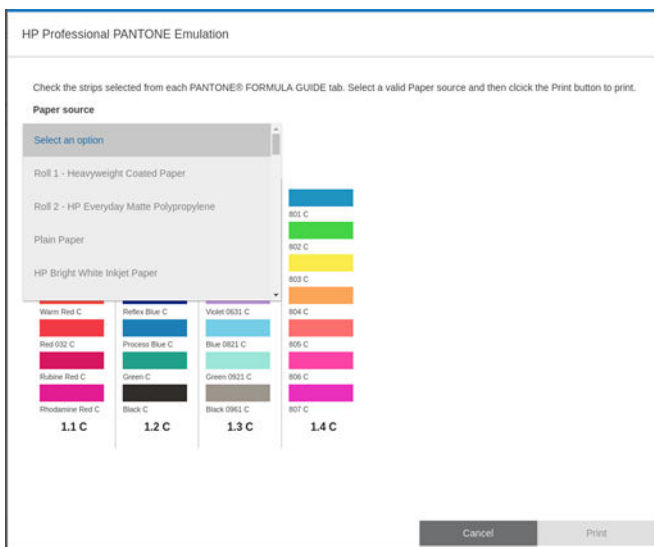 HP Professional PANTONE Emulation
Check the strips selected from each PANTONE® FORMULA GUIDE tab. Select a valid Paper source and then clcick the Print button to print.
Paper source
Select an option
Roll 1 - Heavyweight Coated Paper
Roll 2 - HP Everyday Matte Polypropylene
Plain Paper
HP Bright White Inkjet Paper
801 C
802 C
803 C
Warm Red C Reflex Blue C Violet 0631 C 804 C
Red 032 C Process Blue C Blue 0821 C 805 C
Rubine Red C Green C Green 0921 C 806 C
Rhodamine Red C Black C Black 0961 C 807 C
1.1 C 1.2 C 1.3 C 1.4 C
Cancel Print